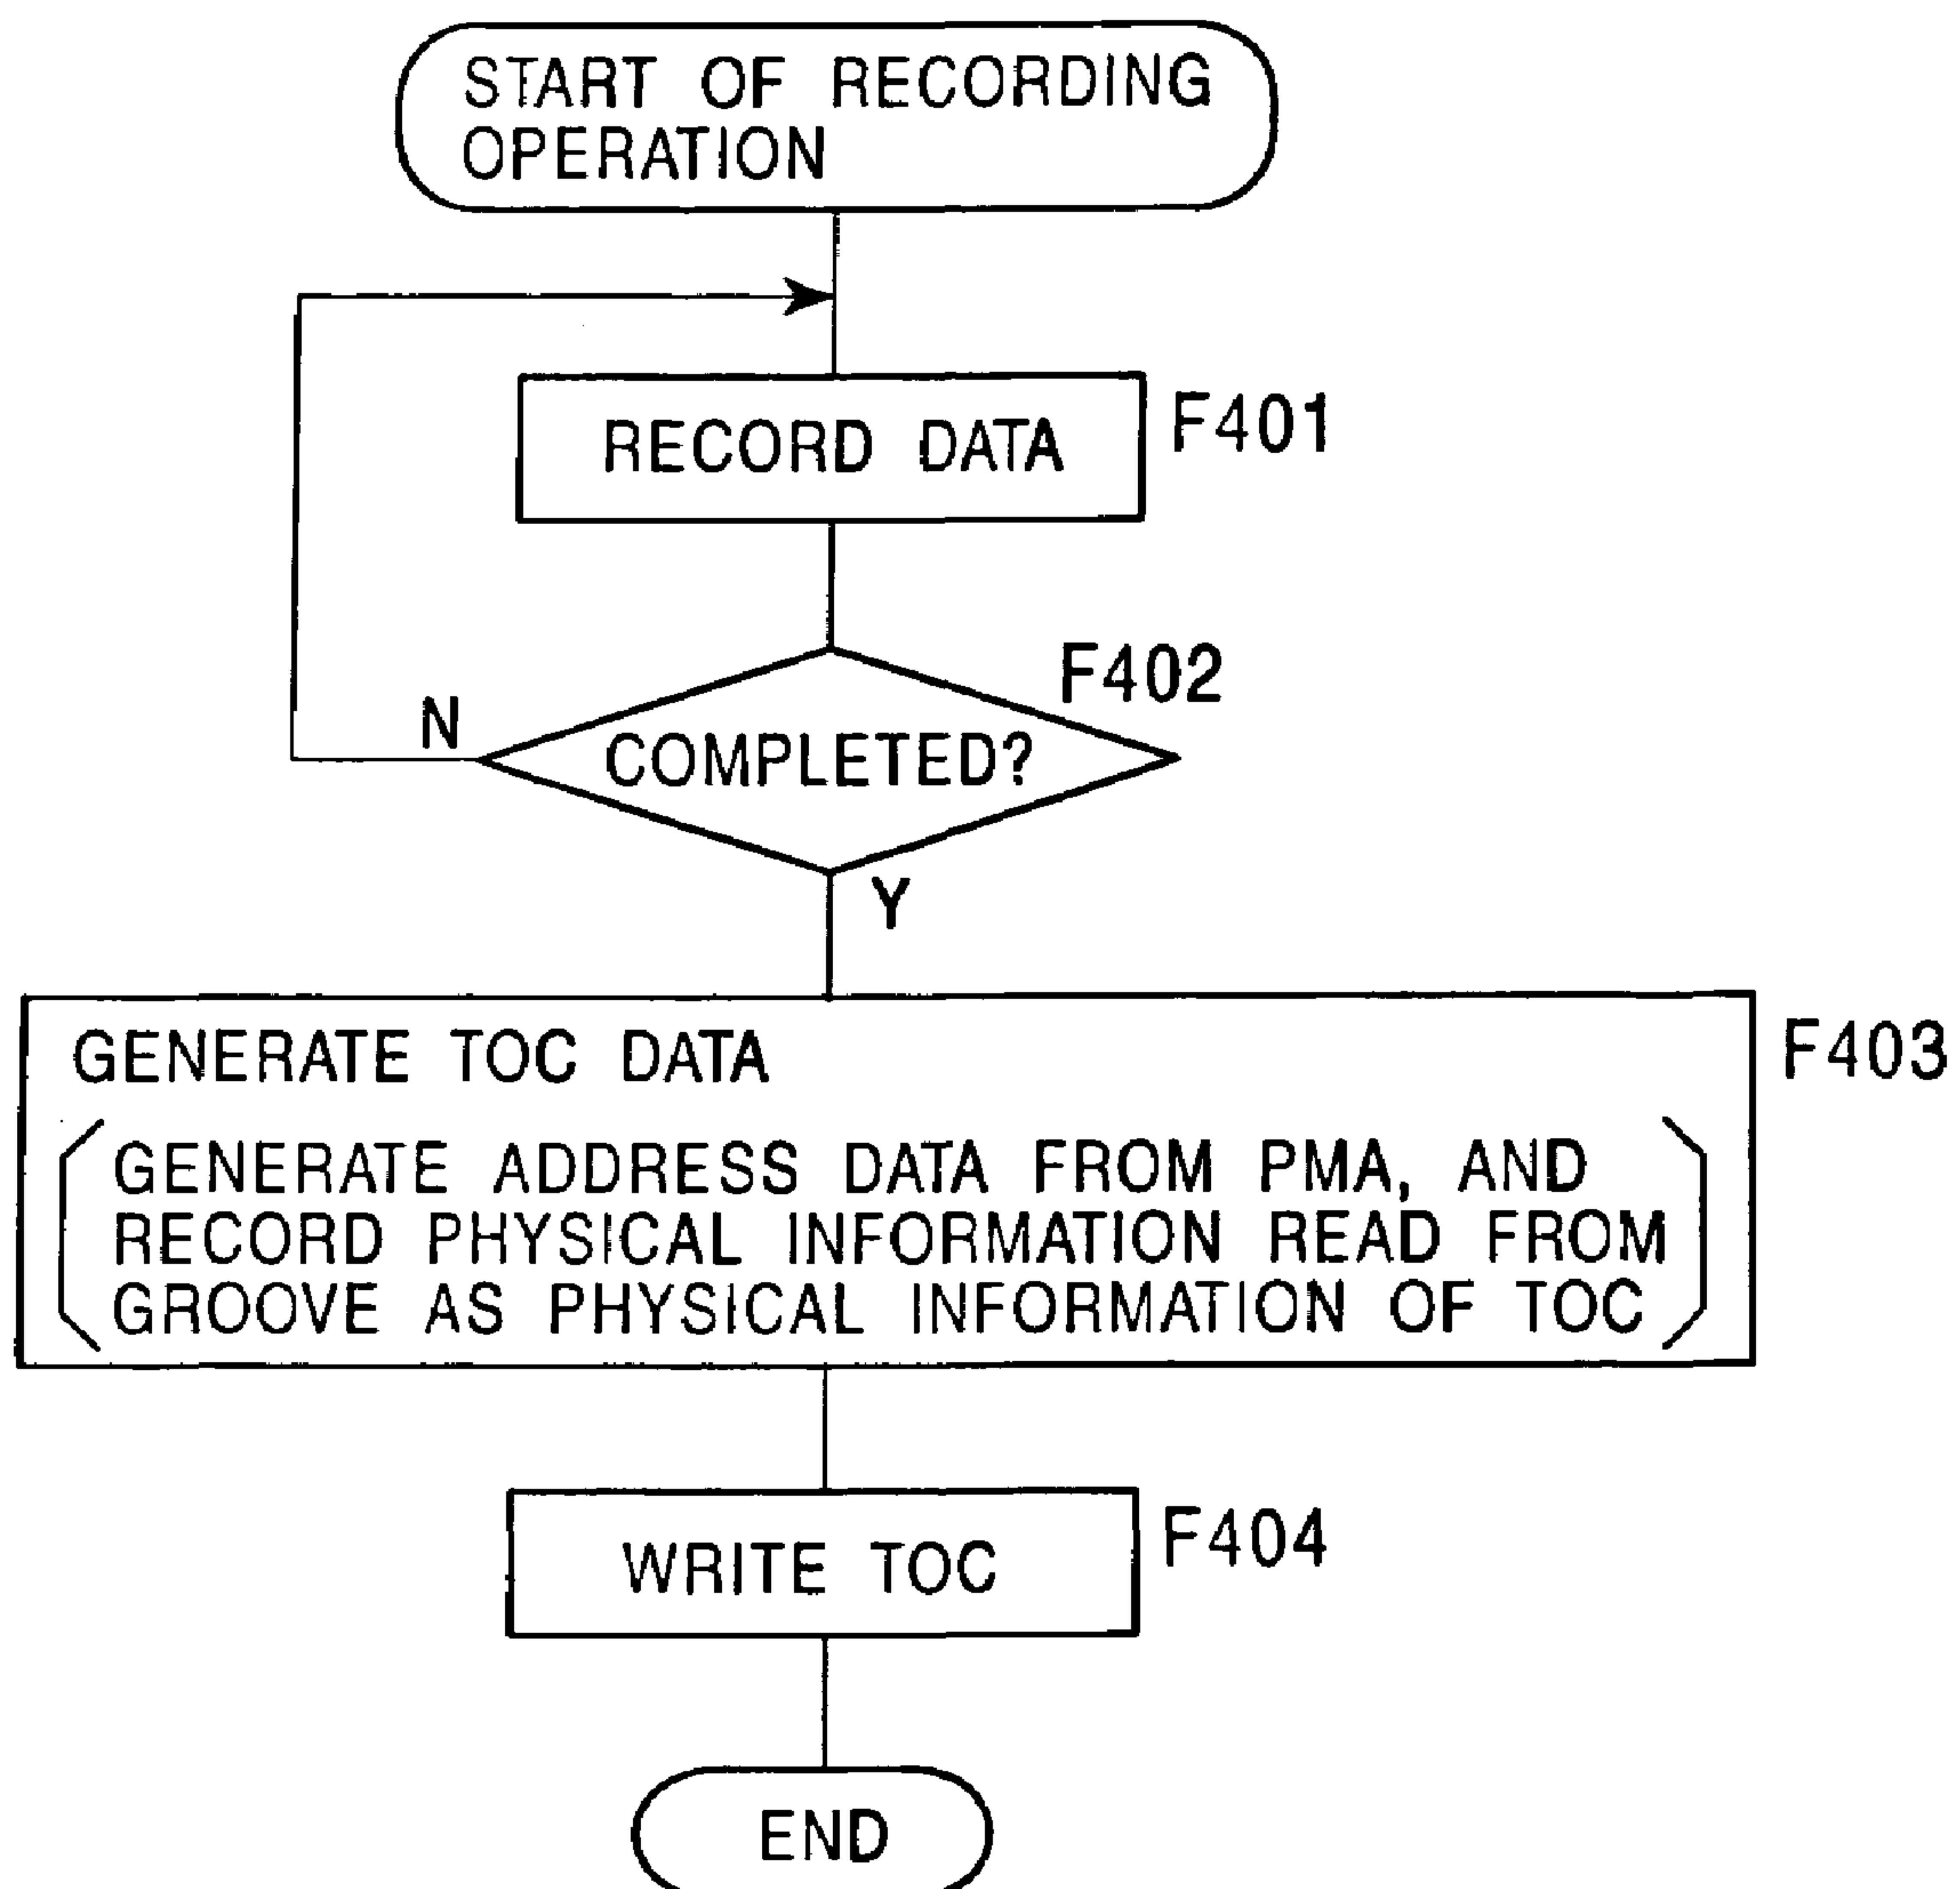 START OF RECORDING
OPERATION
RECORD DATA
F401
F402
N
COMPLETED?
Y
GENERATE TOC DATA
F403
GENERATE ADDRESS DATA FROM PMA, AND
RECORD PHYSICAL INFORMATION READ FROM
GROOVE AS PHYSICAL INFORMATION OF TOC
WRITE TOC
F404
END